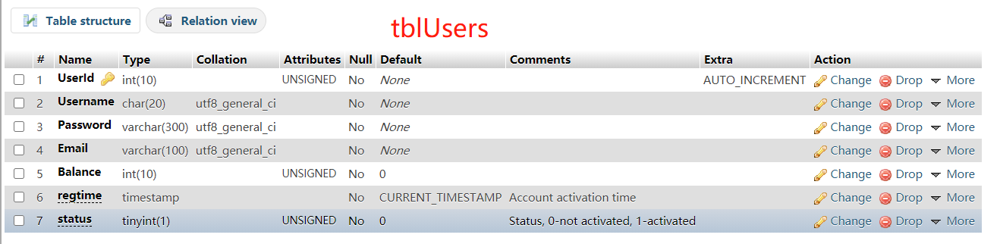 Table structure Relation view
tblUsers
# Name Type Collation Attributes Null Default Comments Extra Action
1 UserId int(10) UNSIGNED No None AUTO_INCREMENT Change Drop More
2 Username char(20) utf8_general_ci No None Change Drop More
3 Password varchar(300) utf8_general_ci No None Change Drop More
4 Email varchar(100) utf8_general_ci No None Change Drop More
5 Balance int(10) UNSIGNED No 0 Change Drop More
6 regtime timestamp No CURRENT_TIMESTAMP Account activation time Change Drop More
7 status tinyint(1) UNSIGNED No 0 Status, 0-not activated, 1-activated Change Drop More